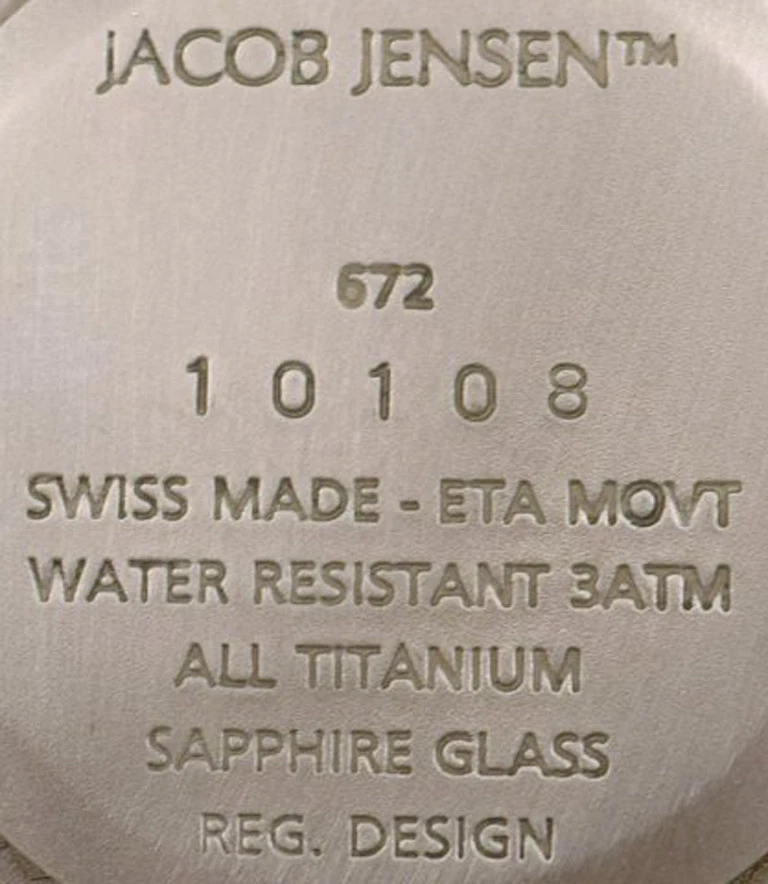 JACOB JENSEN™
672
1 0 1 0 8
SWISS MADE - ETA MOVT
WATER RESISTANT 3ATM
ALL TITANIUM
SAPPHIRE GLASS
REG. DESIGN